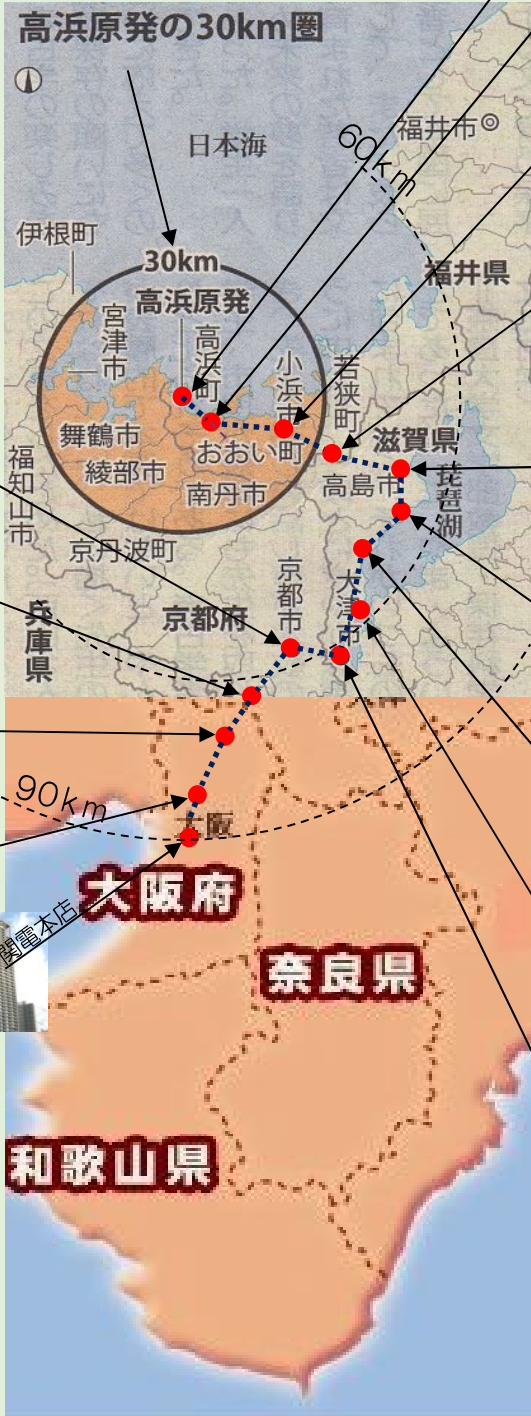 高浜原発の30km圏
日本海
60km
福井市
伊根町
30km
福井県
高浜原発
宮津市
高浜町
小浜市
若狭町
舞鶴市
おおい町
滋賀県
綾部市
高島市
琵琶湖
福知山市
南丹市
京丹波町
京都市
大津市
兵庫県
京都府
90km
大阪
大阪府
関電本店
奈良県
和歌山県